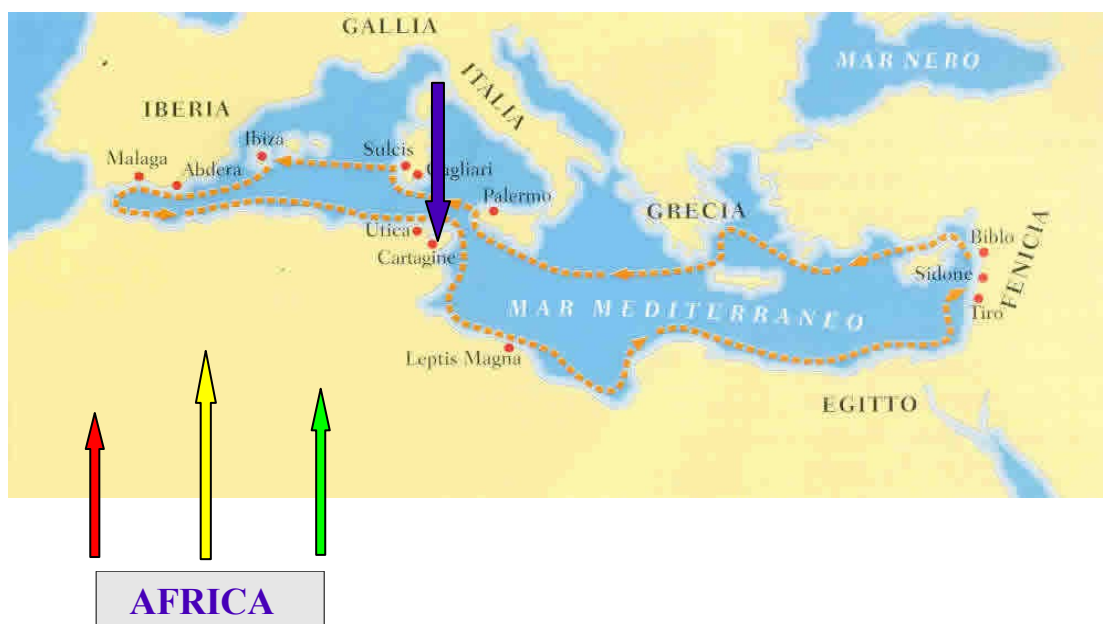 GALLIA
MAR NERO
ITALIA
IBERIA
Ibiza
Sulcis
Cagliari
Malaga
Abdera
Palermo
GRECIA
Utica
Cartagine
Biblo
Sidone
Tiro
FENICIA
MAR MEDITERRANEO
Leptis Magna
EGITTO
AFRICA